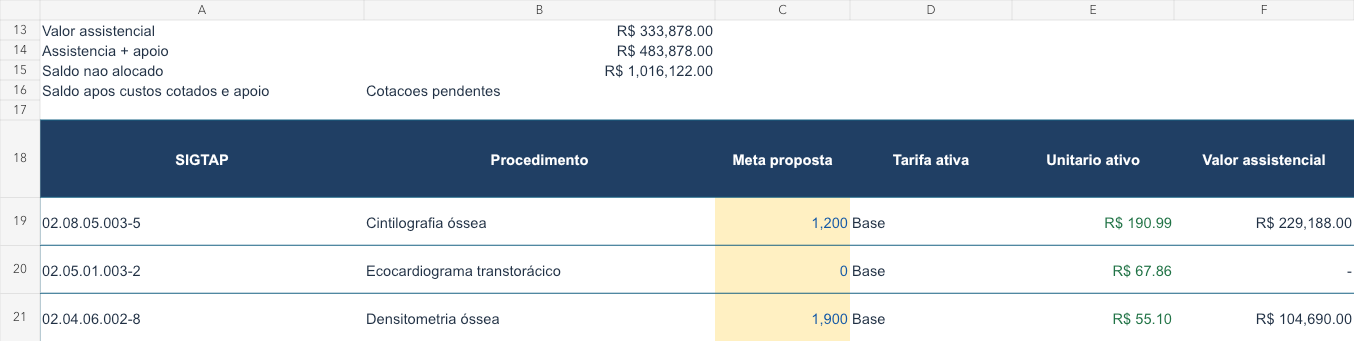 A B C D E F
13 Valor assistencial R$ 333,878.00
14 Assistencia + apoio R$ 483,878.00
15 Saldo nao alocado R$ 1,016,122.00
16 Saldo apos custos cotados e apoio Cotacoes pendentes
17
18 SIGTAP Procedimento Meta proposta Tarifa ativa Unitario ativo Valor assistencial
19 02.08.05.003-5 Cintilografia óssea 1,200 Base R$ 190.99 R$ 229,188.00
20 02.05.01.003-2 Ecocardiograma transtorácico 0 Base R$ 67.86 -
21 02.04.06.002-8 Densitometria óssea 1,900 Base R$ 55.10 R$ 104,690.00